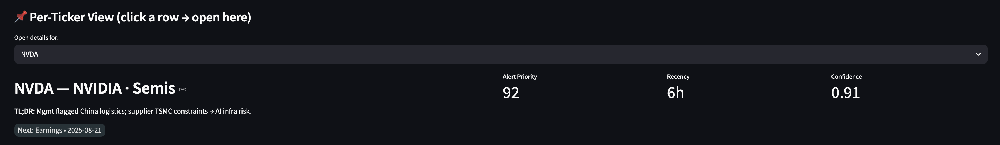 📌 Per-Ticker View (click a row → open here)
Open details for:
NVDA
NVDA — NVIDIA · Semis
Alert Priority
92
Recency
6h
Confidence
0.91
TL;DR: Mgmt flagged China logistics; supplier TSMC constraints → AI infra risk.
Next: Earnings • 2025-08-21